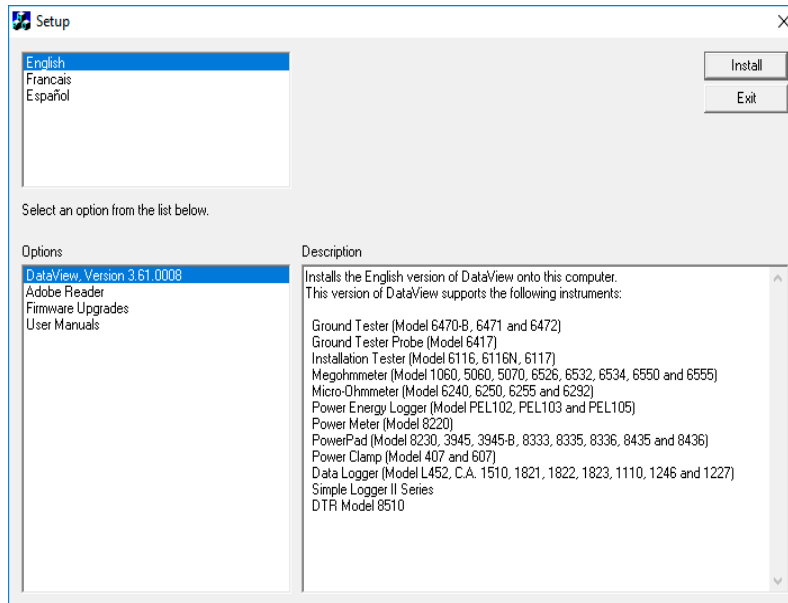 Setup
English
Francais
Español
Install
Exit
Select an option from the list below.
Options
DataView, Version 3.61.0008
Adobe Reader
Firmware Upgrades
User Manuals
Description
Installs the English version of DataView onto this computer.
This version of DataView supports the following instruments:
Ground Tester (Model 6470-B, 6471 and 6472)
Ground Tester Probe (Model 6417)
Installation Tester (Model 6116, 6116N, 6117)
Megohmmeter (Model 1060, 5060, 5070, 6526, 6532, 6534, 6550 and 6555)
Micro-Ohmmeter (Model 6240, 6250, 6255 and 6292)
Power Energy Logger (Model PEL102, PEL103 and PEL105)
Power Meter (Model 8220)
PowerPad (Model 8230, 3945, 3945-B, 8333, 8335, 8336, 8435 and 8436)
Power Clamp (Model 407 and 607)
Data Logger (Model L452, C.A. 1510, 1821, 1822, 1823, 1110, 1246 and 1227)
Simple Logger II Series
DTR Model 8510